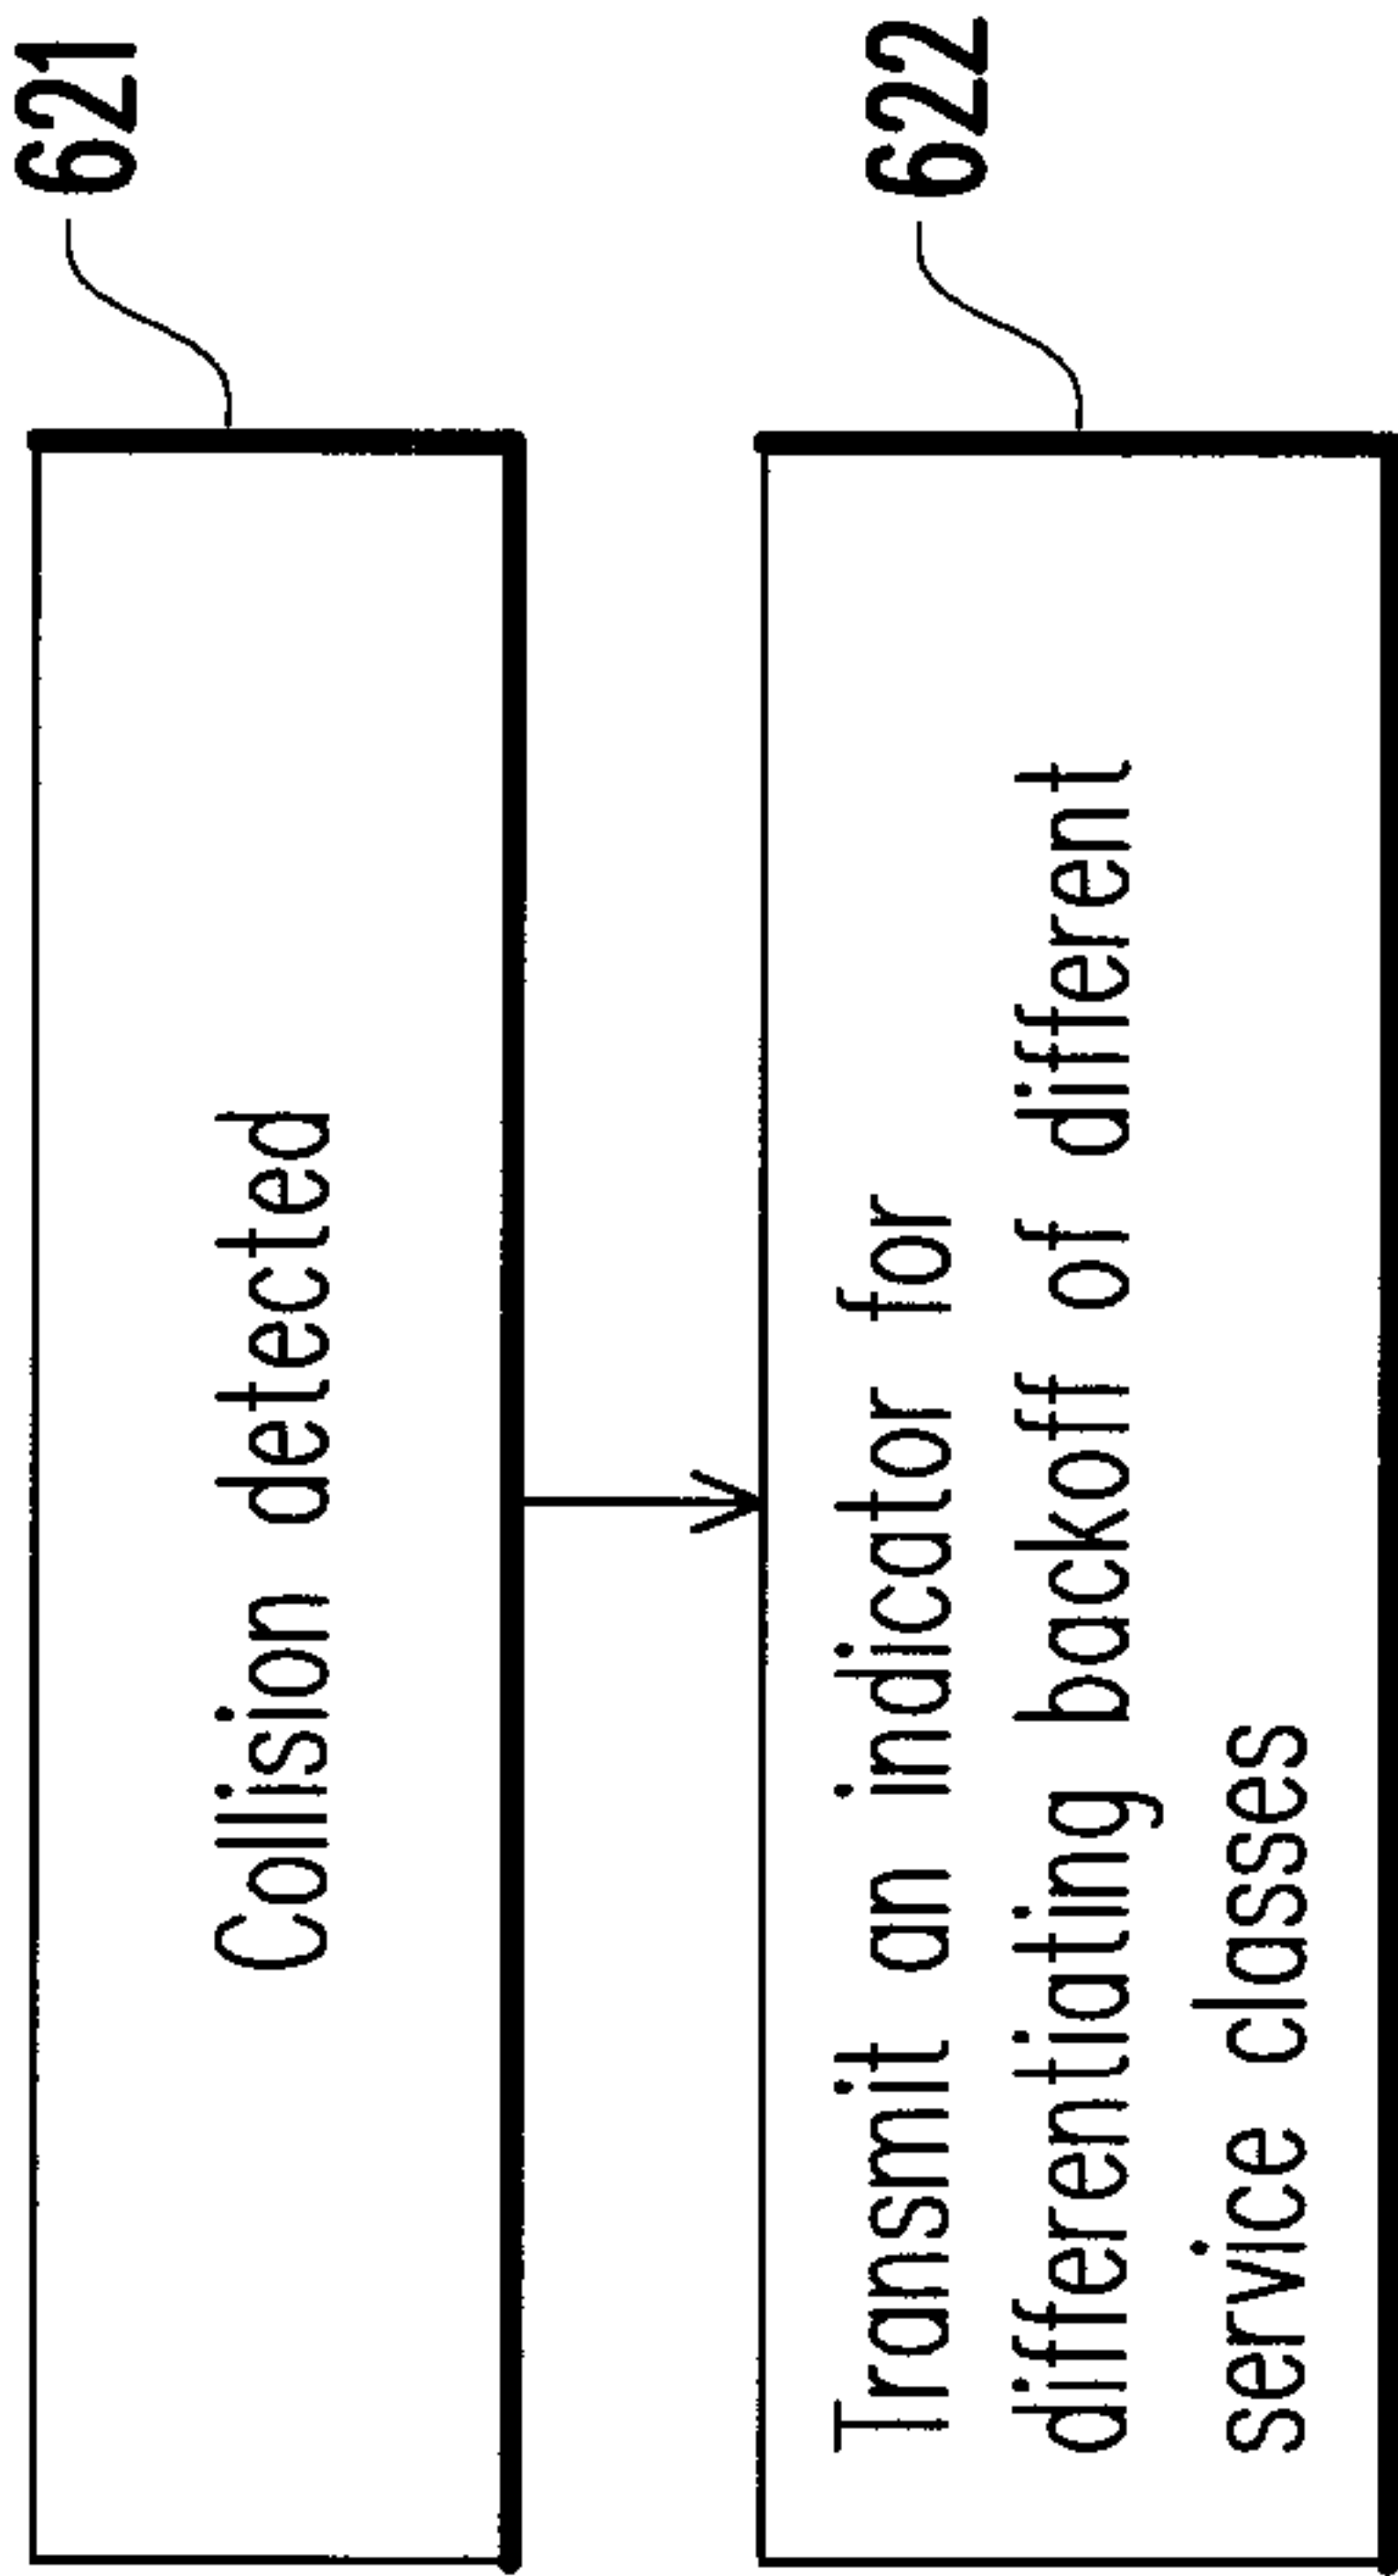 621
Collision detected
622
Transmit an indicator for
differentiating backoff of different
service classes